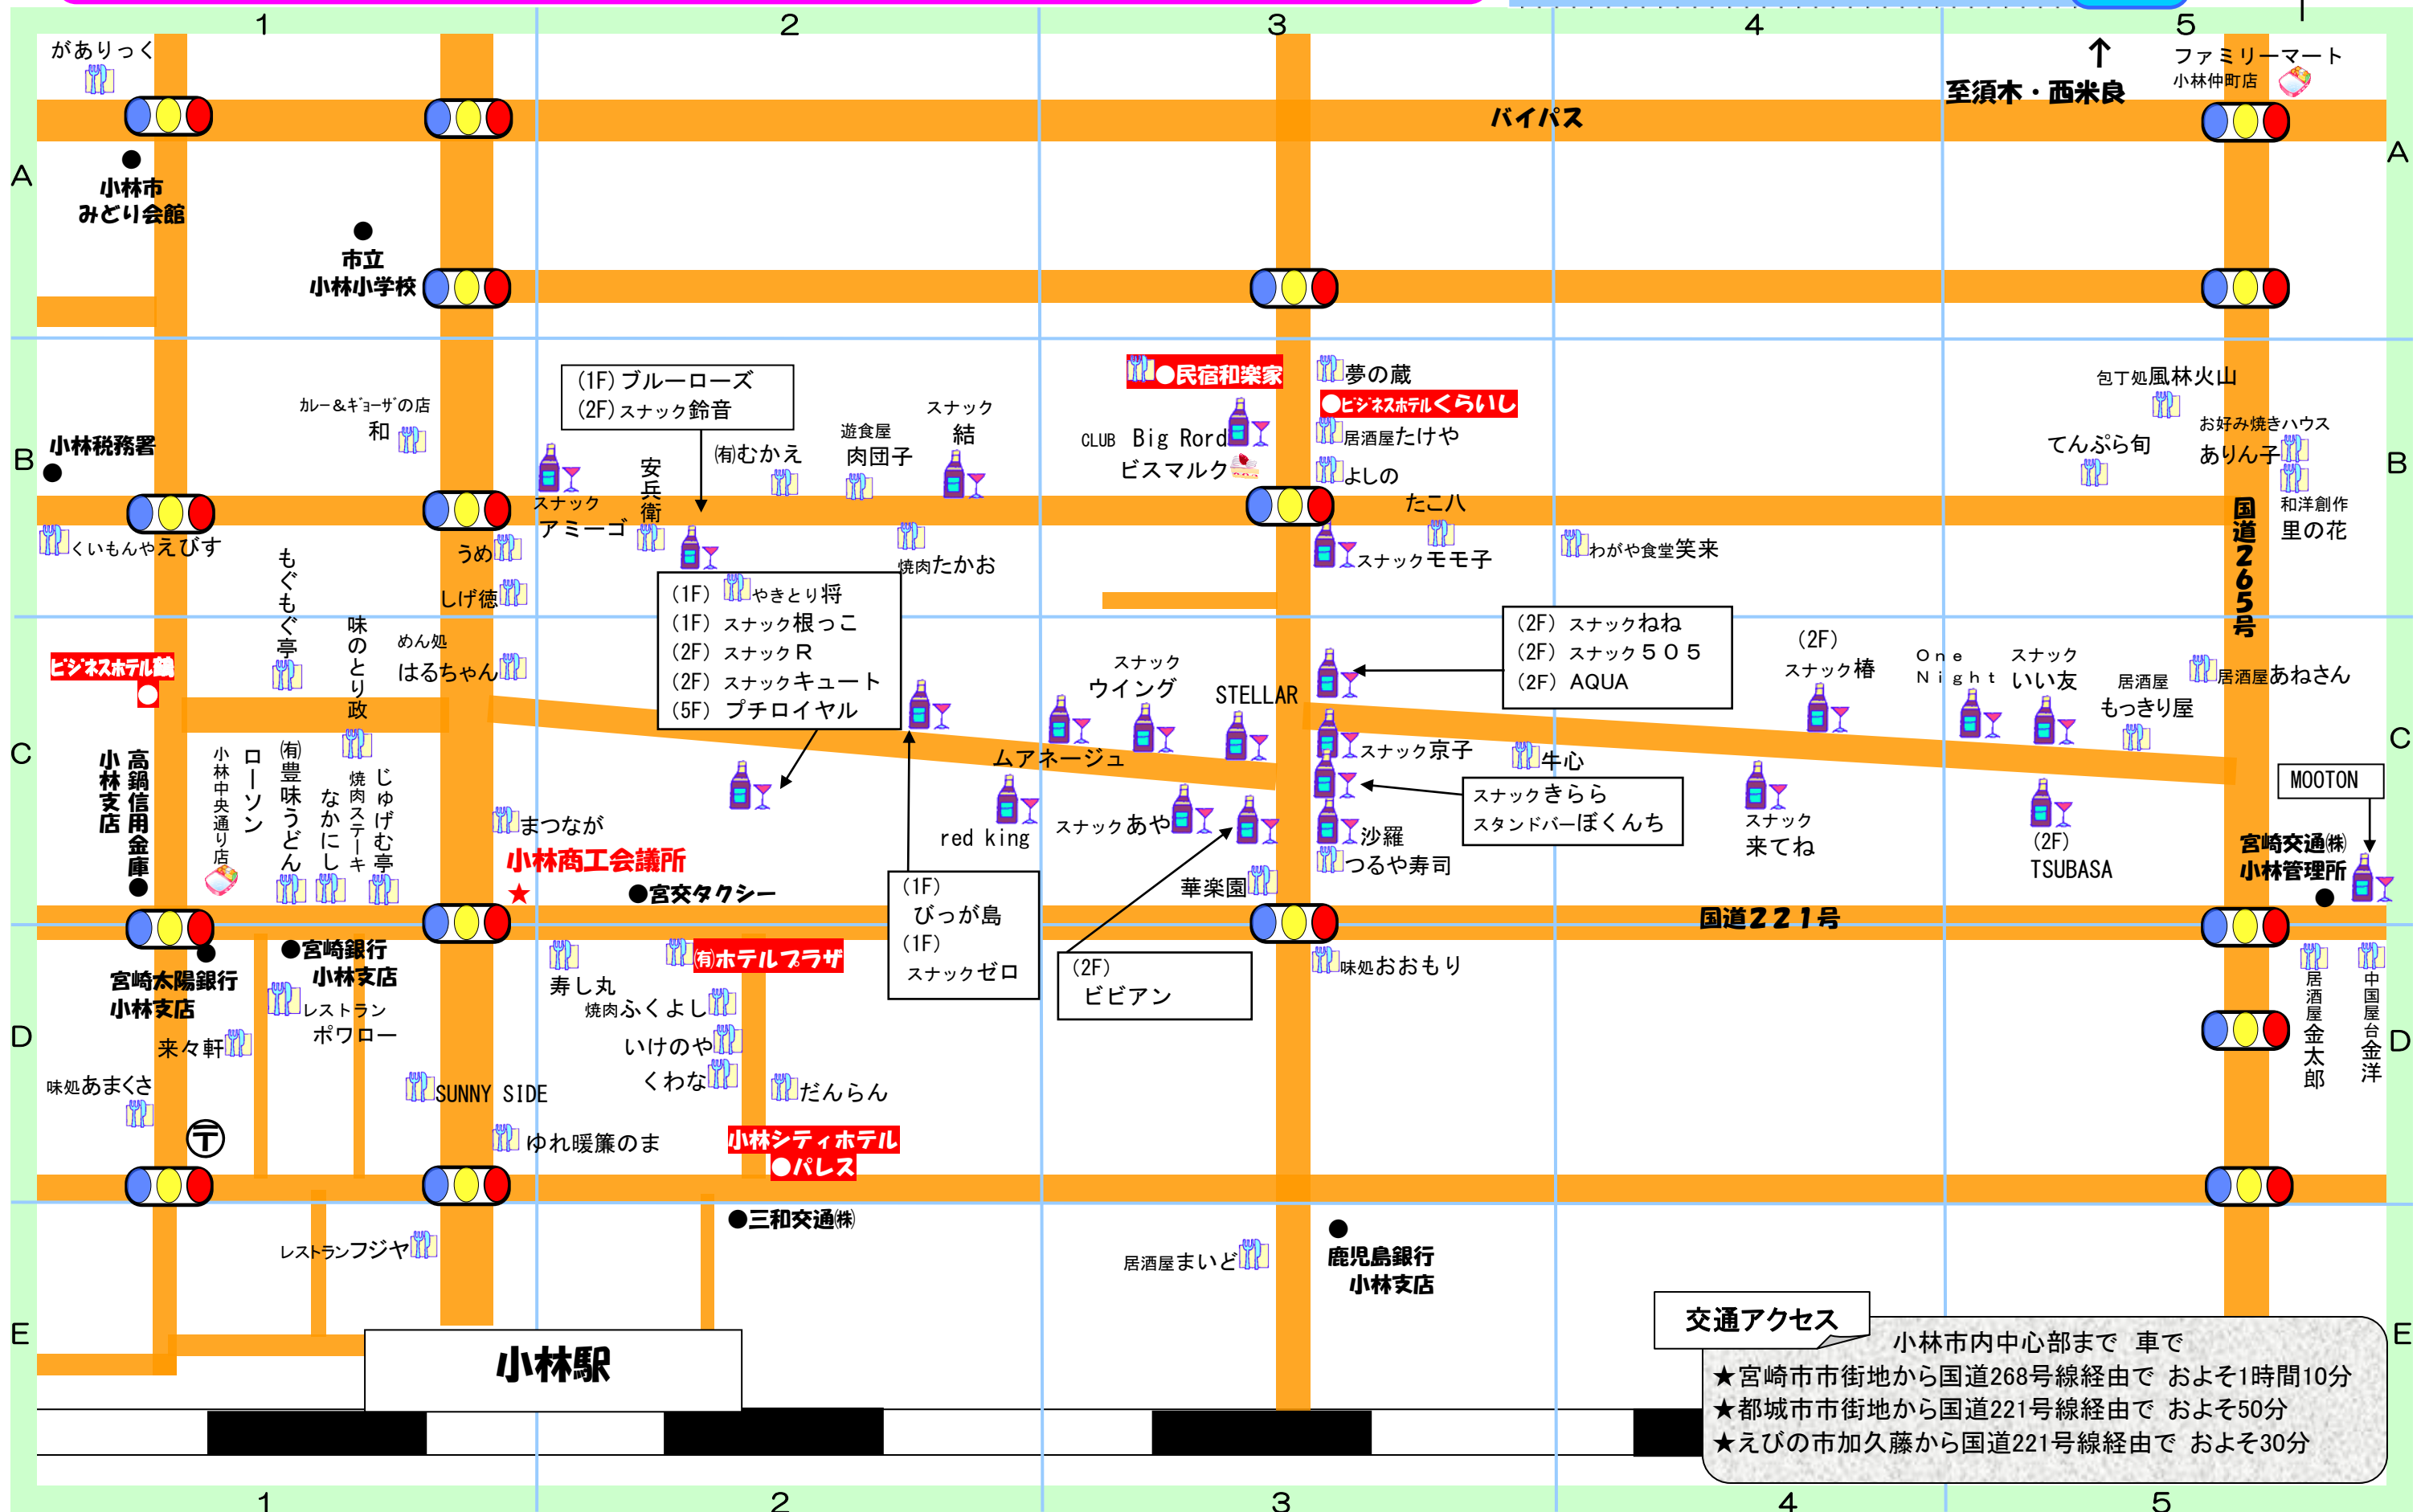 1 2 3 4 5
があリっく
ファミリーマート
小林仲町店
↑
至須木・西米良
バイパス
A A
小林市
みどり会館
市立
小林小学校
(1F) ブルーローズ
(2F) スナック鈴音
●民宿和楽家
夢の蔵
●ビジネスホテルくらいし
包丁処風林火山
カレー&ギョーザの店
和
スナック
結
遊食屋
肉団子
㈲むかえ
安兵衛
CLUB Big Rord
ビスマルク
居酒屋たけや
よしの
たこ八
てんぷら旬
お好み焼きハウス
ありん子
和洋創作
里の花
小林税務署
B B
スナック
アミーゴ
国道265号
くいもんやえびす
うめ
しげ徳
もぐもぐ亭
焼肉たかお
スナックモモ子
わがや食堂笑来
(1F) やきとり将
(1F) スナック根っこ
(2F) スナックR
(2F) スナックキュート
(5F) プチロイヤル
味のとり政
めん処
はるちゃん
ビジネスホテル鶴
スナック
ウイング
STELLAR
(2F) スナックねね
(2F) スナック505
(2F) AQUA
(2F)
スナック椿
One
Night
スナック
いい友
居酒屋
もっきり屋
居酒屋あねさん
C C
高鍋信用金庫
小林支店
ローソン
小林中央通り店
㈲豊味うどん
なかにし
焼肉ステーキ
じゅげむ亭
ムアネージュ
スナック京子
牛心
スナックきらら
スタンドバーぼくんち
MOOTON
まつなが
小林商工会議所
★
●宮交タクシー
red king
スナックあや
沙羅
つるや寿司
華楽園
スナック
来てね
(2F)
TSUBASA
宮崎交通㈱
小林管理所
(1F)
びっが島
(1F)
スナックゼロ
国道221号
(2F)
ビビアン
●宮崎銀行
小林支店
宮崎太陽銀行
小林支店
レストラン
ポワロー
来々軒
味処あまくさ
〒
寿し丸
㈲ホテルプラザ
焼肉ふくよし
いけのや
くわな
だんらん
SUNNY SIDE
ゆれ暖簾のま
小林シティホテル
●パレス
味処おおもり
居酒屋金太郎
中国屋台金洋
D D
●三和交通㈱
レストランフジヤ
居酒屋まいど
鹿児島銀行
小林支店
E E
小林駅
交通アクセス
小林市内中心部まで 車で
★宮崎市市街地から国道268号線経由で およそ1時間10分
★都城市市街地から国道221号線経由で およそ50分
★えびの市加久藤から国道221号線経由で およそ30分
1 2 3 4 5